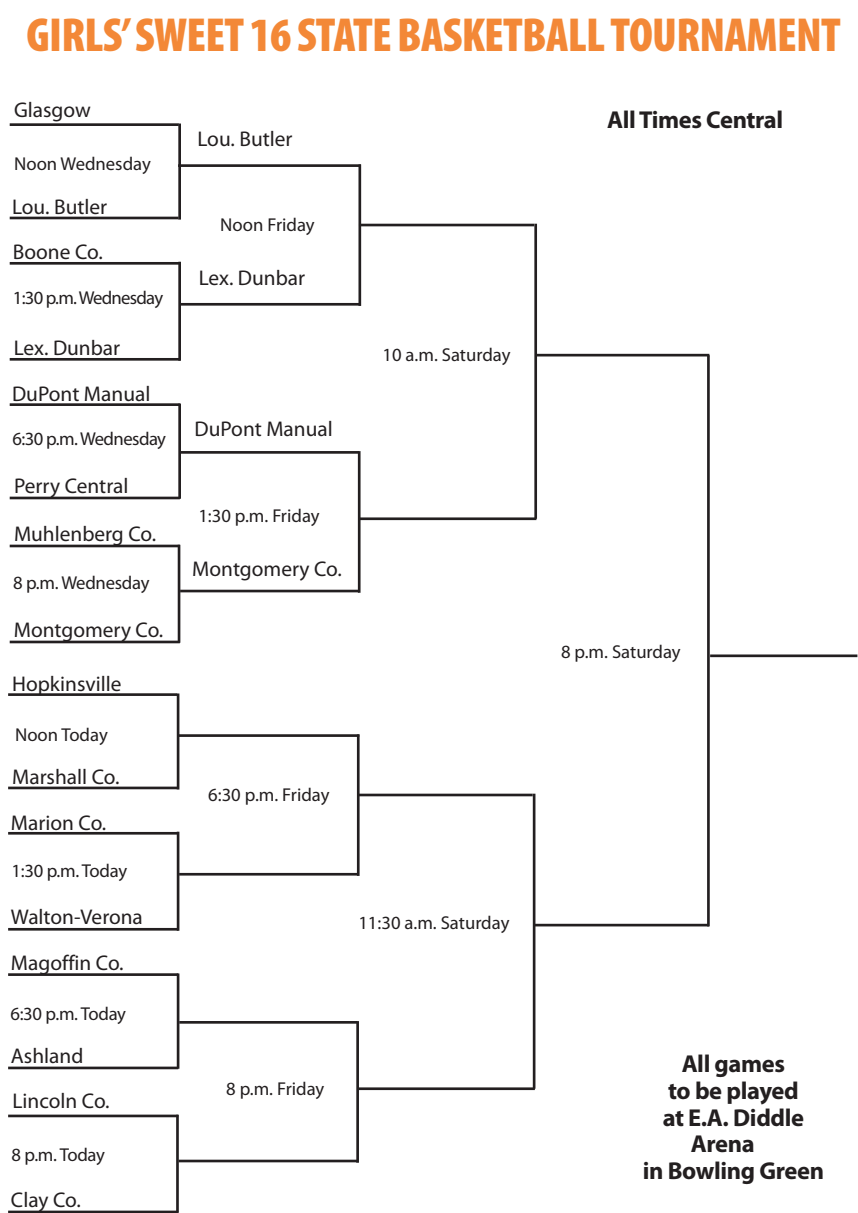 GIRLS’ SWEET 16 STATE BASKETBALL TOURNAMENT
All Times Central
Glasgow
Noon Wednesday
Lou. Butler
Boone Co.
1:30 p.m. Wednesday
Lex. Dunbar
DuPont Manual
6:30 p.m. Wednesday
Perry Central
Muhlenberg Co.
8 p.m. Wednesday
Montgomery Co.
Hopkinsville
Noon Today
Marshall Co.
Marion Co.
1:30 p.m. Today
Walton-Verona
Magoffin Co.
6:30 p.m. Today
Ashland
Lincoln Co.
8 p.m. Today
Clay Co.
Lou. Butler
Noon Friday
Lex. Dunbar
DuPont Manual
1:30 p.m. Friday
Montgomery Co.
6:30 p.m. Friday
8 p.m. Friday
10 a.m. Saturday
11:30 a.m. Saturday
8 p.m. Saturday
All games
to be played
at E.A. Diddle
Arena
in Bowling Green